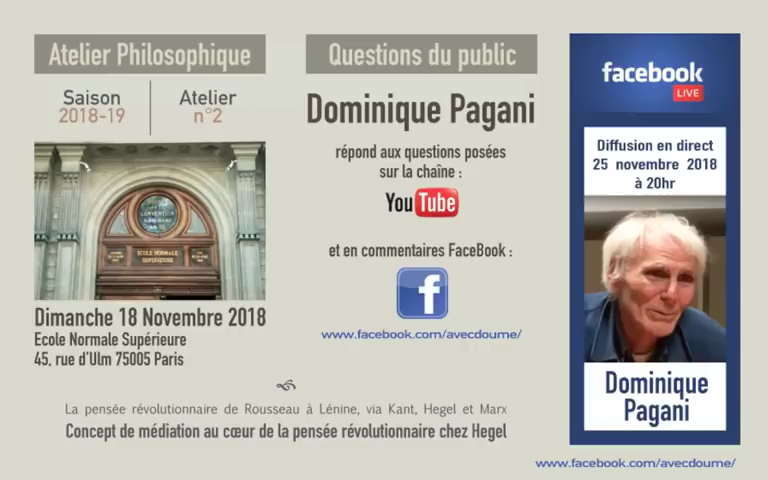 Atelier Philosophique
Saison
2018-19
Atelier
n°2
ECOLE NORMALE
SUPÉRIEURE
Dimanche 18 Novembre 2018
Ecole Normale Supérieure
45, rue d'Ulm 75005 Paris
Questions du public
Dominique Pagani
répond aux questions posées
sur la chaîne :
YouTube
et en commentaires FaceBook :
f
www.facebook.com/avecdoume/
La pensée révolutionnaire de Rousseau à Lénine, via Kant, Hegel et Marx
Concept de médiation au cœur de la pensée révolutionnaire chez Hegel
facebook
LIVE
Diffusion en direct
25 novembre 2018
à 20hr
Dominique
Pagani
www.facebook.com/avecdoume/